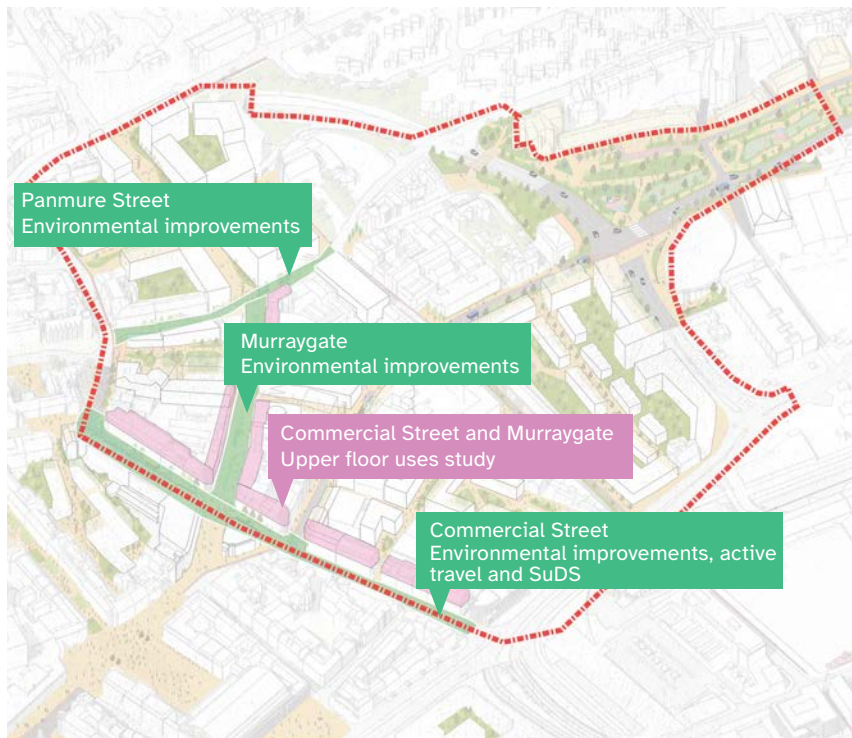 Panmure Street
Environmental improvements
Murraygate
Environmental improvements
Commercial Street and Murraygate
Upper floor uses study
Commercial Street
Environmental improvements, active
travel and SuDS